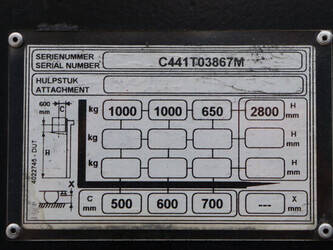 SERIENUMMER
SERIAL NUMBER
C441T03867M
HULPSTUK
ATTACHMENT
600 mm
C
kg 1000 1000 650 2800 H mm
kg H mm
H
kg H mm
X
C mm 500 600 700 --- X mm
4022745 - DUT